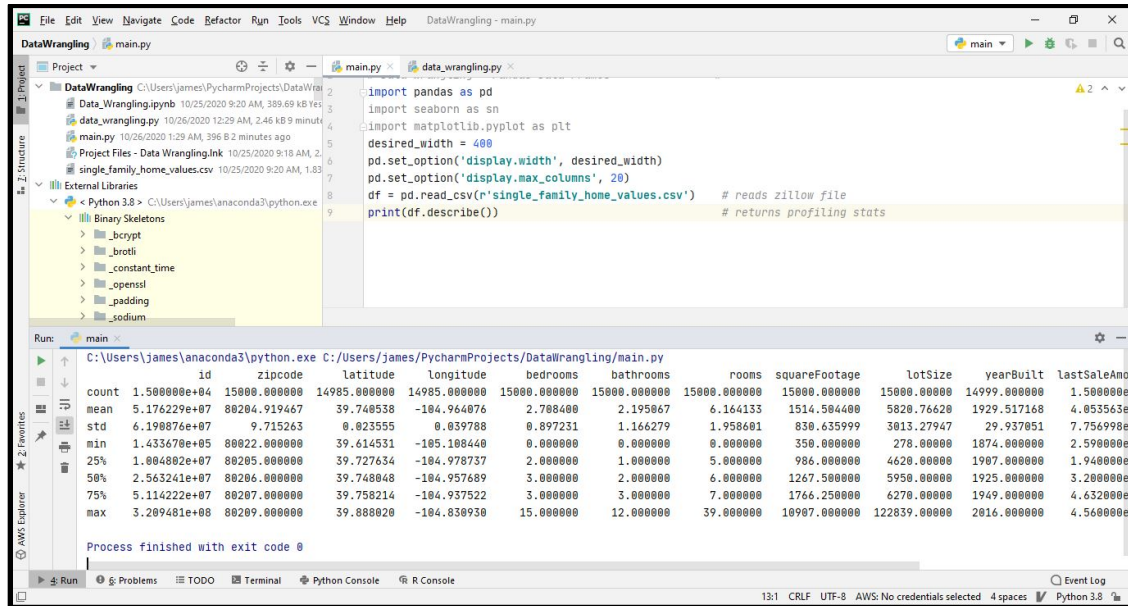 File Edit View Navigate Code Refactor Run Tools VCS Window Help DataWrangling - main.py
DataWrangling main.py main
Project main.py data_wrangling.py
DataWrangling C:\Users\james\PycharmProjects\DataWra
Data_Wrangling.ipynb 10/25/2020 9:20 AM, 389.69 kB Yes
data_wrangling.py 10/26/2020 12:29 AM, 2.46 kB 9 minute
main.py 10/26/2020 1:29 AM, 396 B 2 minutes ago
Project Files - Data Wrangling.lnk 10/25/2020 9:18 AM, 2.
single_family_home_values.csv 10/25/2020 9:20 AM, 1.83
External Libraries
< Python 3.8 > C:\Users\james\anaconda3\python.exe
Binary Skeletons
_bcrypt
_brotli
_constant_time
_openssl
_padding
_sodium
1: Project
7: Structure
2: Favorites
AWS Explorer
2 import pandas as pd
3 import seaborn as sn
4 import matplotlib.pyplot as plt
5 desired_width = 400
6 pd.set_option('display.width', desired_width)
7 pd.set_option('display.max_columns', 20)
8 df = pd.read_csv(r'single_family_home_values.csv') # reads zillow file
9 print(df.describe()) # returns profiling stats
2
Run: main
C:\Users\james\anaconda3\python.exe C:/Users/james/PycharmProjects/DataWrangling/main.py
id zipcode latitude longitude bedrooms bathrooms rooms squareFootage lotSize yearBuilt lastSaleAmo
count 1.500000e+04 15000.000000 14985.000000 14985.000000 15000.000000 15000.000000 15000.000000 15000.000000 15000.00000 14999.000000 1.500000e
mean 5.176229e+07 80204.919467 39.740538 -104.964076 2.708400 2.195067 6.164133 1514.504400 5820.76620 1929.517168 4.053563e
std 6.190876e+07 9.715263 0.023555 0.039788 0.897231 1.166279 1.958601 830.635999 3013.27947 29.937051 7.756998e
min 1.433670e+05 80022.000000 39.614531 -105.108440 0.000000 0.000000 0.000000 350.000000 278.00000 1874.000000 2.590000e
25% 1.004802e+07 80205.000000 39.727634 -104.978737 2.000000 1.000000 5.000000 986.000000 4620.00000 1907.000000 1.940000e
50% 2.563241e+07 80206.000000 39.748048 -104.957689 3.000000 2.000000 6.000000 1267.500000 5950.00000 1925.000000 3.200000e
75% 5.114222e+07 80207.000000 39.758214 -104.937522 3.000000 3.000000 7.000000 1766.250000 6270.00000 1949.000000 4.632000e
max 3.209481e+08 80209.000000 39.888020 -104.830930 15.000000 12.000000 39.000000 10907.000000 122839.00000 2016.000000 4.560000e
Process finished with exit code 0
4: Run 6: Problems TODO Terminal Python Console R Console Event Log
13:1 CRLF UTF-8 AWS: No credentials selected 4 spaces Python 3.8